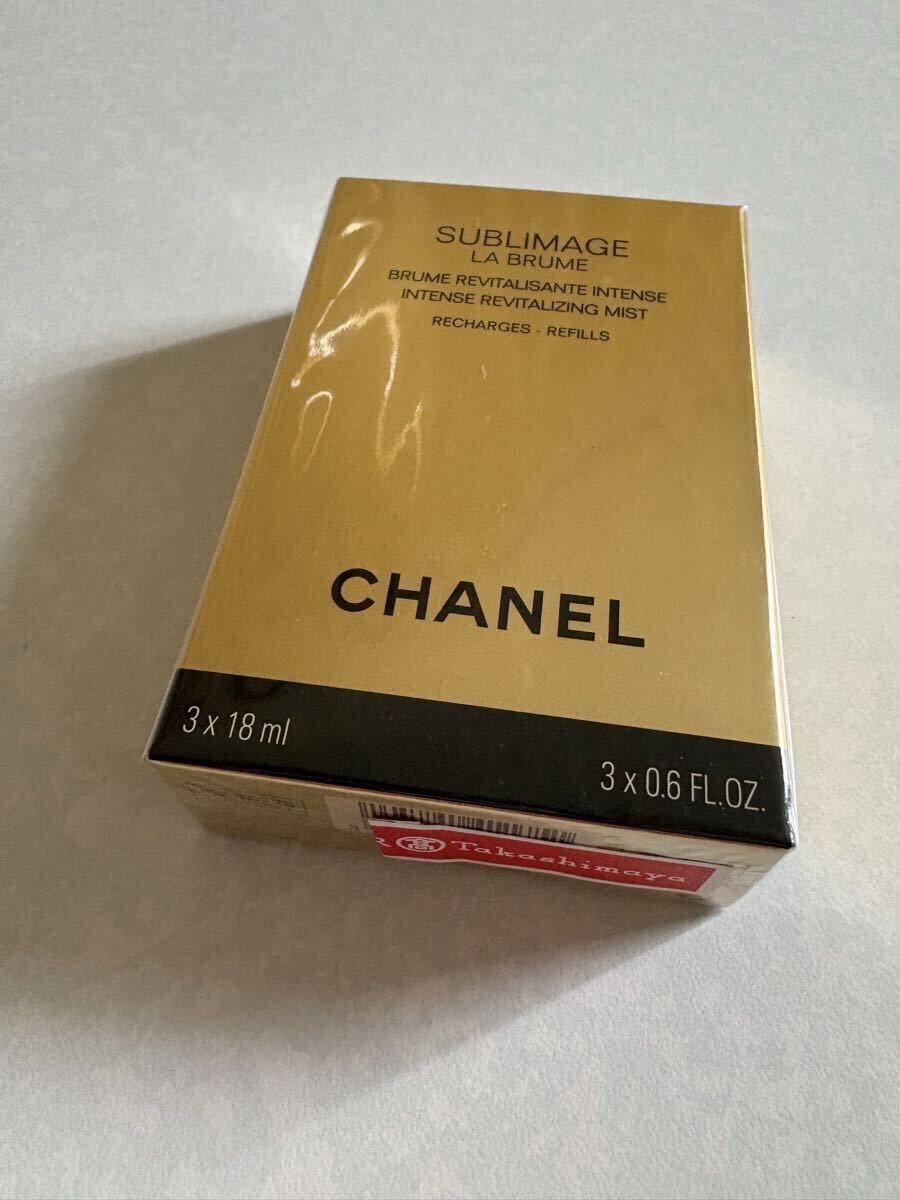 SUBLIMAGE
LA BRUME
BRUME REVITALISANTE INTENSE
INTENSE REVITALIZING MIST
RECHARGES - REFILLS
CHANEL
3 x 18 ml
3 x 0.6 FL.OZ.
R 髙 Takashimaya